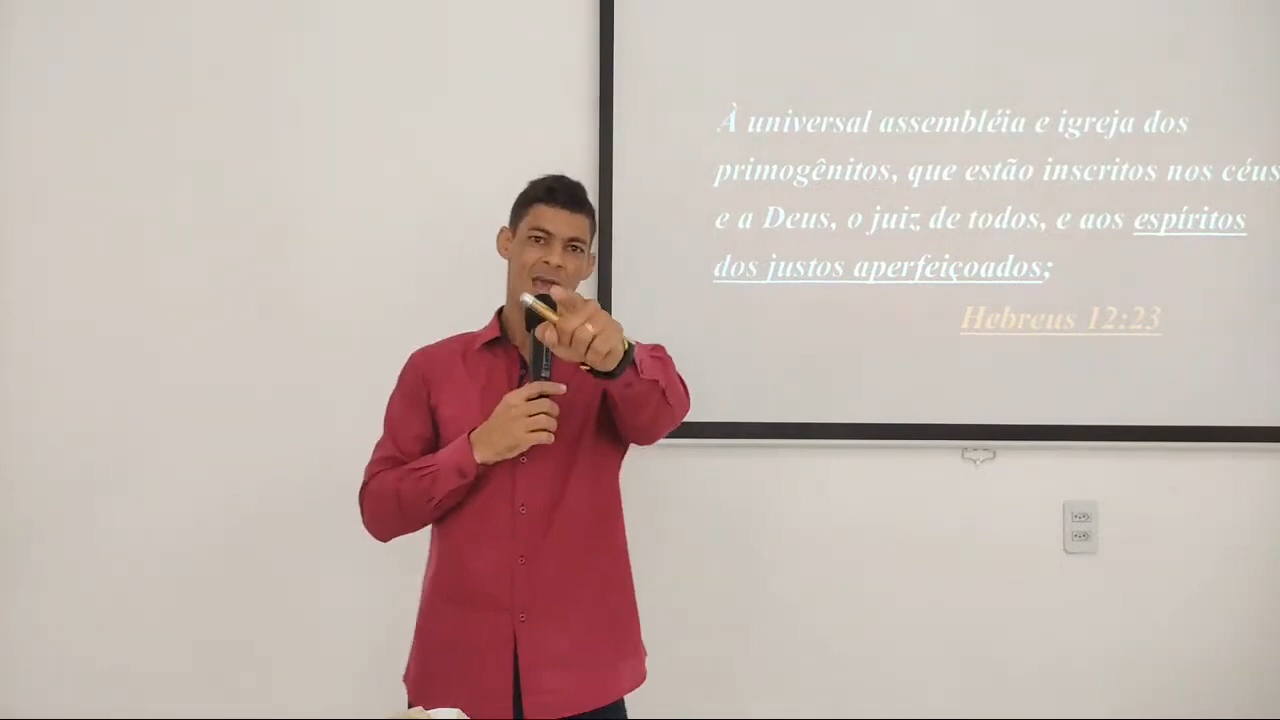 À universal assembléia e igreja dos
primogênitos, que estão inscritos nos céus
e a Deus, o juiz de todos, e aos espíritos
dos justos aperfeiçoados;
Hebreus 12:23